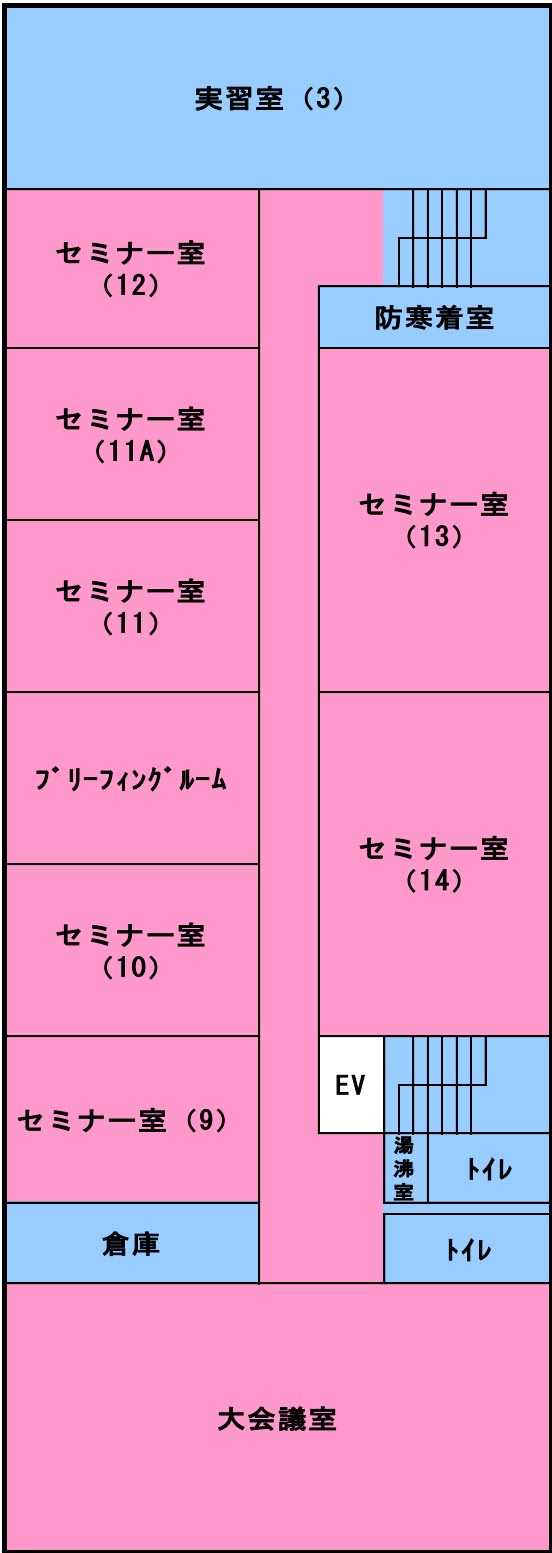 実習室（3）
セミナー室
（12）
防寒着室
セミナー室
（11A）
セミナー室
（13）
セミナー室
（11）
ﾌﾞﾘｰﾌｨﾝｸﾞﾙｰﾑ
セミナー室
（14）
セミナー室
（10）
EV
セミナー室（9）
湯
沸
室
ﾄｲﾚ
倉庫
ﾄｲﾚ
大会議室